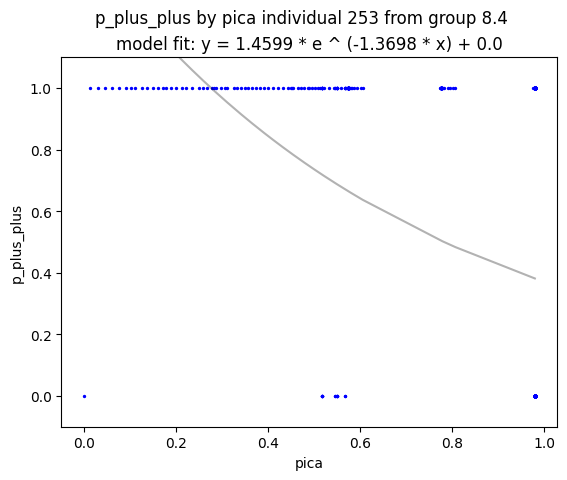 p_plus_plus by pica individual 253 from group 8.4
model fit: y = 1.4599 * e ^ (-1.3698 * x) + 0.0
1.0
0.8
0.6
0.4
0.2
0.0
p_plus_plus
0.0 0.2 0.4 0.6 0.8 1.0
pica